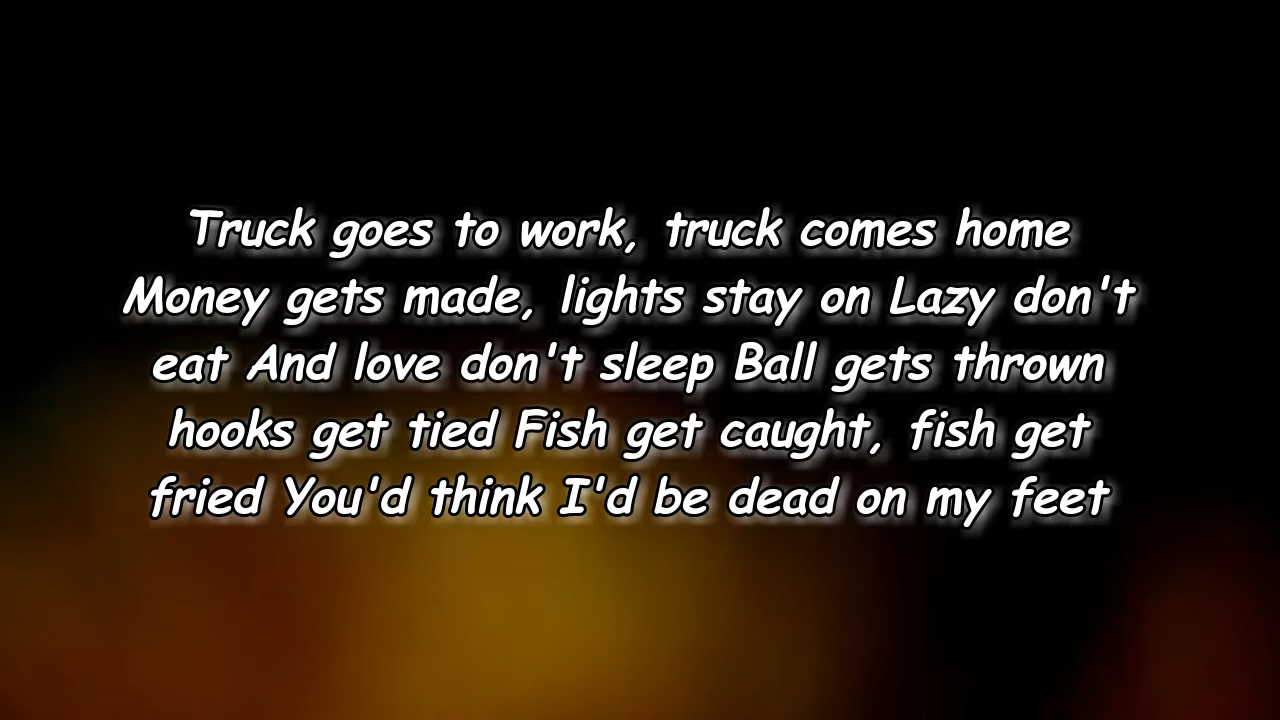 Truck goes to work, truck comes home
Money gets made, lights stay on Lazy don't
eat And love don't sleep Ball gets thrown
hooks get tied Fish get caught, fish get
fried You'd think I'd be dead on my feet